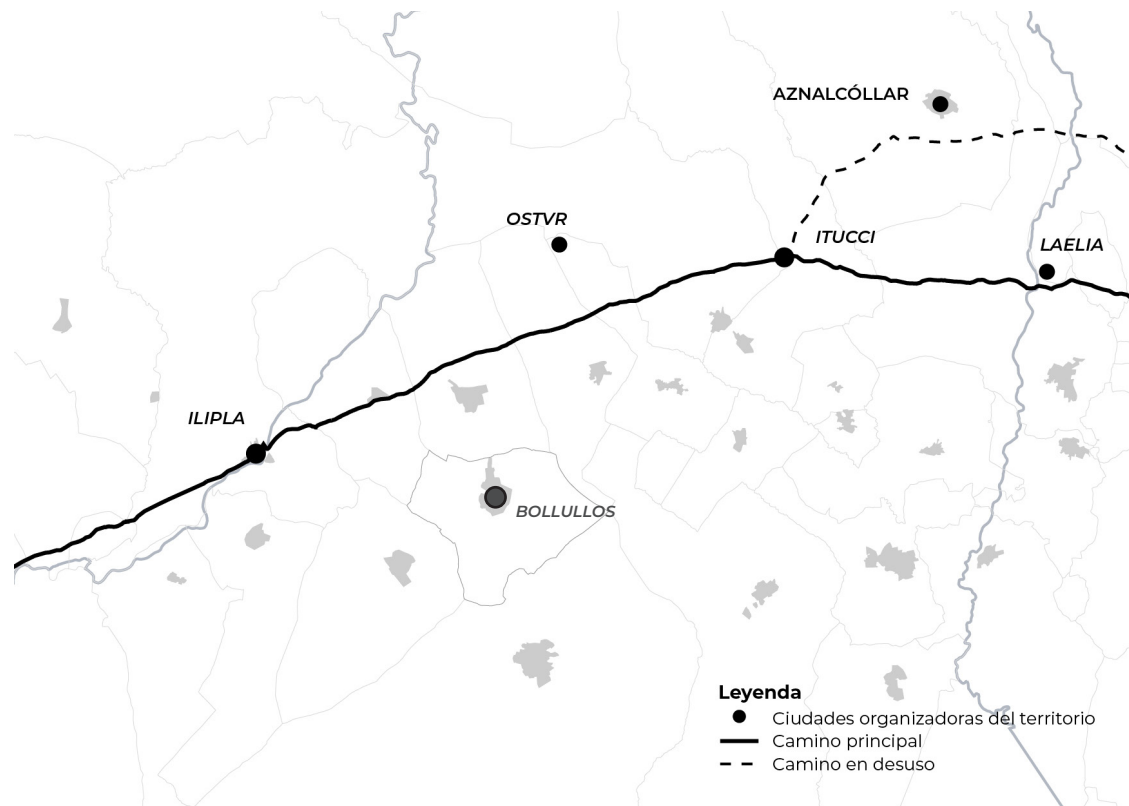 AZNALCÓLLAR
OSTVR
ITUCCI
LAELIA
ILIPLA
BOLLULLOS
Leyenda
Ciudades organizadoras del territorio
Camino principal
Camino en desuso